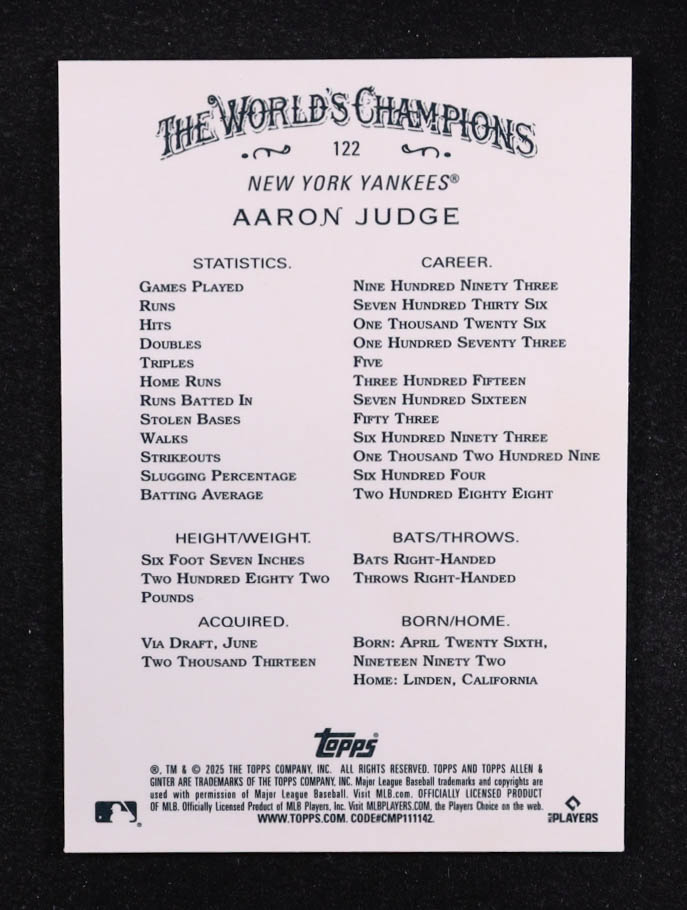 THE WORLD'S CHAMPIONS
122
NEW YORK YANKEES®
AARON JUDGE
STATISTICS. CAREER.
GAMES PLAYED NINE HUNDRED NINETY THREE
RUNS SEVEN HUNDRED THIRTY SIX
HITS ONE THOUSAND TWENTY SIX
DOUBLES ONE HUNDRED SEVENTY THREE
TRIPLES FIVE
HOME RUNS THREE HUNDRED FIFTEEN
RUNS BATTED IN SEVEN HUNDRED SIXTEEN
STOLEN BASES FIFTY THREE
WALKS SIX HUNDRED NINETY THREE
STRIKEOUTS ONE THOUSAND TWO HUNDRED NINE
SLUGGING PERCENTAGE SIX HUNDRED FOUR
BATTING AVERAGE TWO HUNDRED EIGHTY EIGHT
HEIGHT/WEIGHT.
SIX FOOT SEVEN INCHES
TWO HUNDRED EIGHTY TWO
POUNDS
BATS/THROWS.
BATS RIGHT-HANDED
THROWS RIGHT-HANDED
ACQUIRED.
VIA DRAFT, JUNE
TWO THOUSAND THIRTEEN
BORN/HOME.
BORN: APRIL TWENTY SIXTH,
NINETEEN NINETY TWO
HOME: LINDEN, CALIFORNIA
Topps®
®, TM & © 2025 THE TOPPS COMPANY, INC. ALL RIGHTS RESERVED. TOPPS AND TOPPS ALLEN &
GINTER ARE TRADEMARKS OF THE TOPPS COMPANY, INC. Major League Baseball trademarks and copyrights are
used with permission of Major League Baseball. Visit MLB.com. OFFICIALLY LICENSED PRODUCT
OF MLB. Officially Licensed Product of MLB Players, Inc. Visit MLBPLAYERS.COM, the Players Choice on the web.
WWW.TOPPS.COM. CODE#CMP111142.
MLB PLAYERS